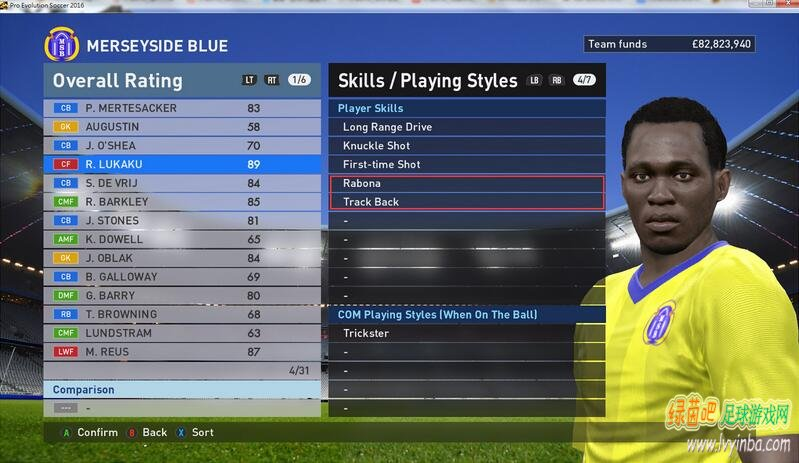 Pro Evolution Soccer 2016
MSB
MERSEYSIDE BLUE
Team funds £82,823,940
Overall Rating LT RT 1/6
CB P. MERTESACKER 83
GK AUGUSTIN 58
CB J. O'SHEA 70
CF R. LUKAKU 89
CB S. DE VRIJ 84
CMF R. BARKLEY 85
CB J. STONES 81
AMF K. DOWELL 65
GK J. OBLAK 84
CB B. GALLOWAY 69
DMF G. BARRY 80
RB T. BROWNING 68
CMF LUNDSTRAM 63
LWF M. REUS 87
4/31
Comparison
--- -
Skills / Playing Styles LB RB 4/7
Player Skills
Long Range Drive
Knuckle Shot
First-time Shot
Rabona
Track Back
-
-
-
-
-
COM Playing Styles (When On The Ball)
Trickster
-
-
-
-
A Confirm B Back X Sort
绿茵吧 足球游戏网
www.lvyinba.com